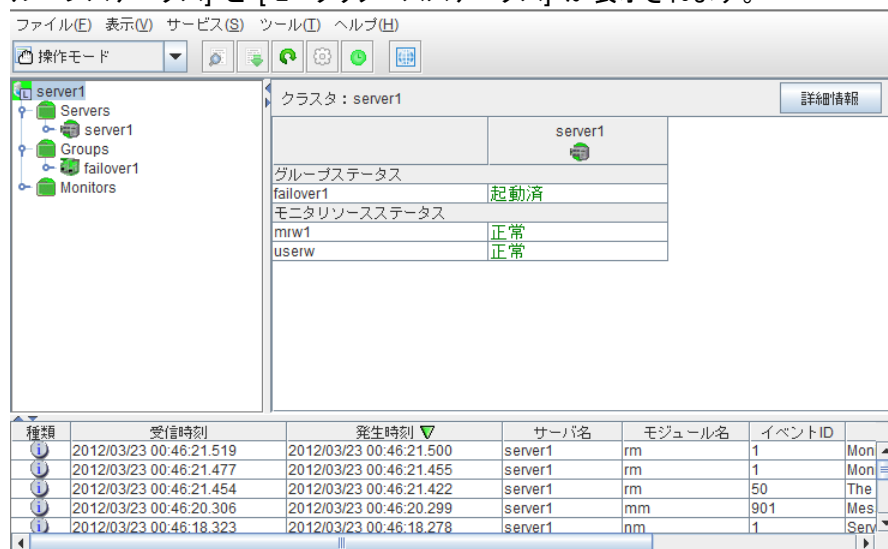 ファイル(F) 表示(V) サービス(S) ツール(T) ヘルプ(H)
操作モード
server1
Servers
server1
Groups
failover1
Monitors
クラスタ：server1
詳細情報
server1
グループステータス
failover1 起動済
モニタリソースステータス
mrw1 正常
userw 正常
種類 受信時刻 発生時刻 サーバ名 モジュール名 イベントID
2012/03/23 00:46:21.519 2012/03/23 00:46:21.500 server1 rm 1 Mon
2012/03/23 00:46:21.477 2012/03/23 00:46:21.455 server1 rm 1 Mon
2012/03/23 00:46:21.454 2012/03/23 00:46:21.422 server1 rm 50 The
2012/03/23 00:46:20.306 2012/03/23 00:46:20.299 server1 mm 901 Mes
2012/03/23 00:46:18.323 2012/03/23 00:46:18.278 server1 nm 1 Serv